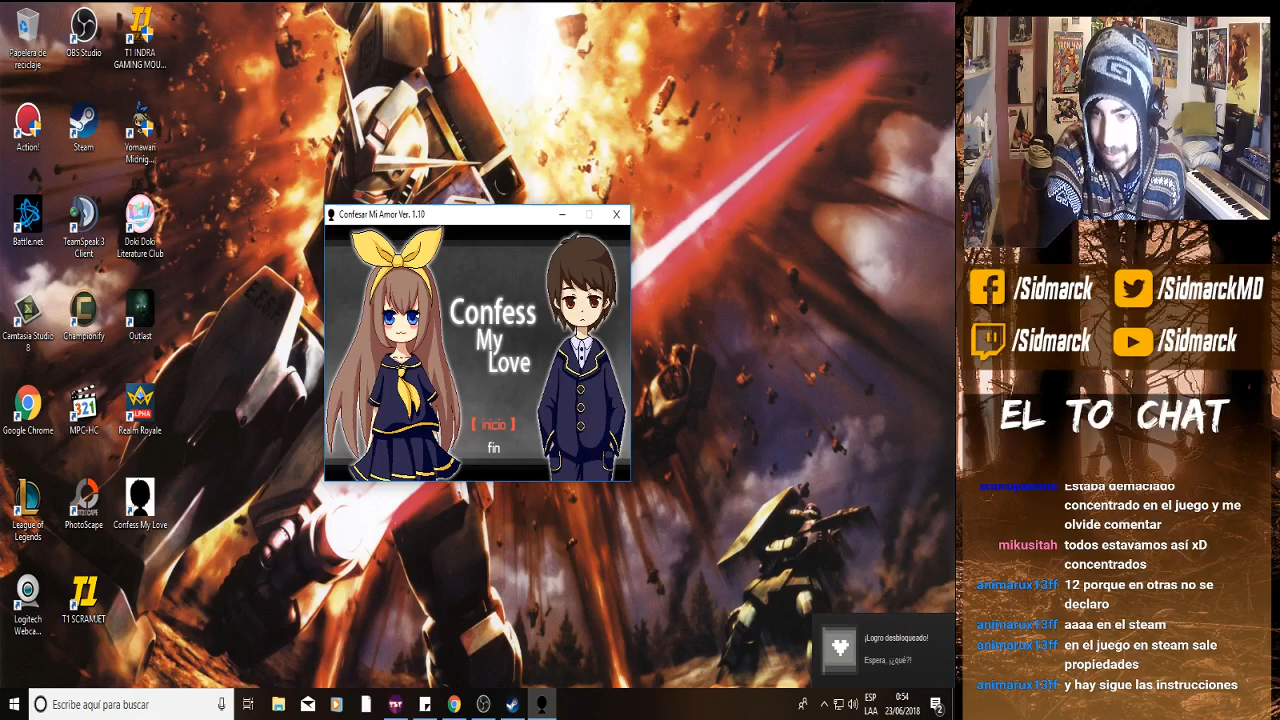 Papelera de
reciclaje
OBS Studio
T1 INDRA
GAMING MOU...
Action!
Steam
Yomawari
Midnig...
Battle.net
TeamSpeak 3
Client
Doki Doki
Literature Club
Camtasia Studio
8
Championify
Outlast
Google Chrome
MPC-HC
Realm Royale
League of
Legends
PhotoScape
Confess My Love
Logitech
Webca...
T1 SCRAMJET
Confesar Mi Amor Ver. 1.10
Confess
My
Love
[ inicio ]
fin
¡Logro desbloqueado!
Espera, ¡¿qué?!
/Sidmarck
/SidmarckMD
/Sidmarck
/Sidmarck
EL TO CHAT
Estaba demaciado
concentrado en el juego y me
olvide comentar
mikusitah todos estavamos así xD
concentrados
animarux13ff 12 porque en otras no se
declaro
animarux13ff aaaa en el steam
animarux13ff en el juego en steam sale
propiedades
animarux13ff y hay sigue las instrucciones
Escribe aquí para buscar
ESP
LAA
0:54
23/06/2018